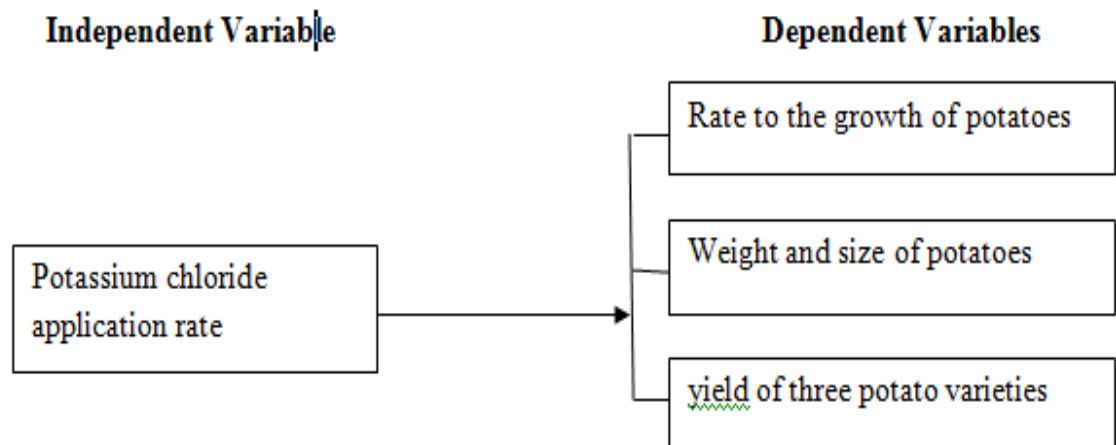 Independent Variable
Dependent Variables
Rate to the growth of potatoes
Weight and size of potatoes
Potassium chloride
application rate
yield of three potato varieties